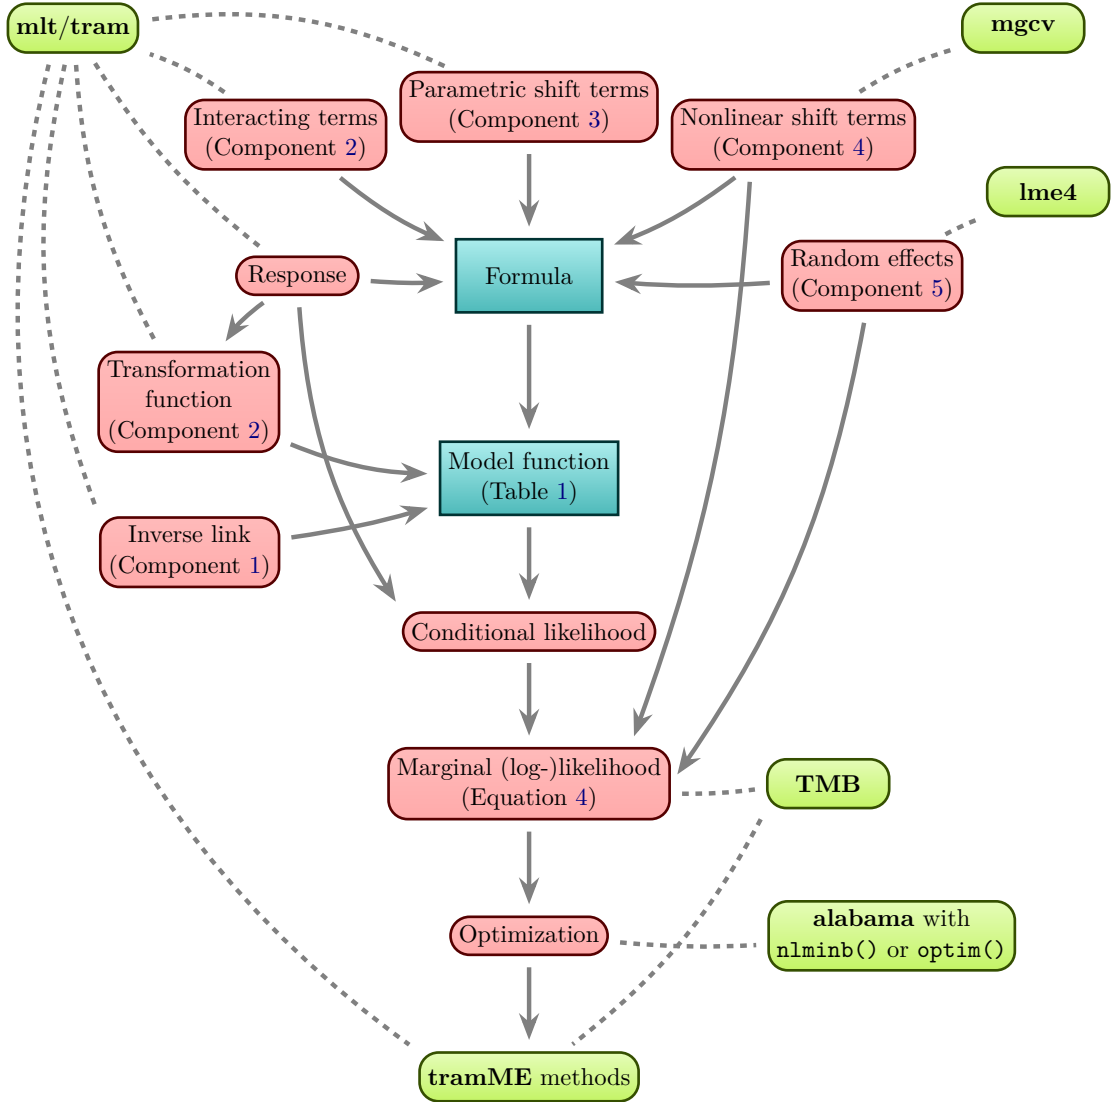 mlt/tram
mgcv
Parametric shift terms
(Component 3)
Interacting terms
(Component 2)
Nonlinear shift terms
(Component 4)
lme4
Response
Formula
Random effects
(Component 5)
Transformation
function
(Component 2)
Model function
(Table 1)
Inverse link
(Component 1)
Conditional likelihood
Marginal (log-)likelihood
(Equation 4)
TMB
Optimization
alabama with
nlminb() or optim()
tramME methods